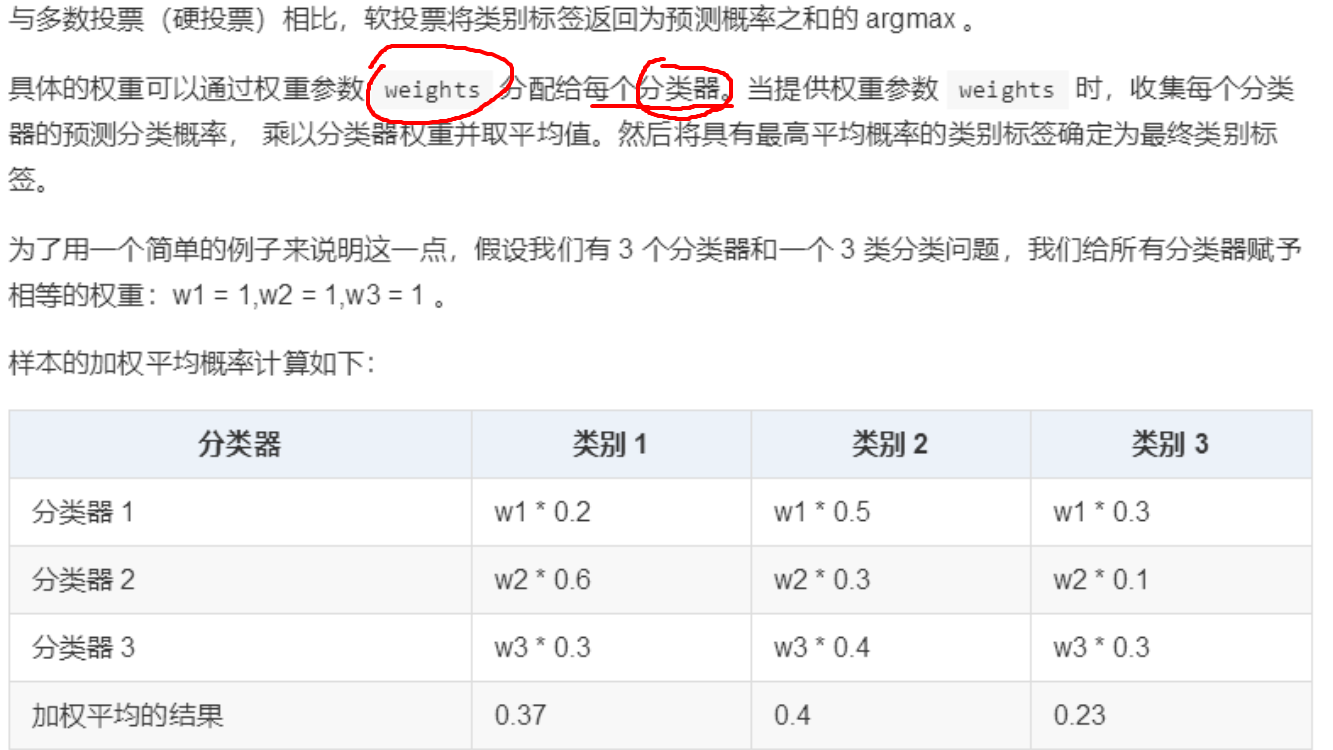 与多数投票（硬投票）相比，软投票将类别标签返回为预测概率之和的 argmax 。
具体的权重可以通过权重参数 weights 分配给每个分类器。当提供权重参数 weights 时，收集每个分类
器的预测分类概率， 乘以分类器权重并取平均值。然后将具有最高平均概率的类别标签确定为最终类别标
签。
为了用一个简单的例子来说明这一点，假设我们有 3 个分类器和一个 3 类分类问题，我们给所有分类器赋予
相等的权重：w1 = 1,w2 = 1,w3 = 1 。
样本的加权平均概率计算如下：
分类器 类别 1 类别 2 类别 3
分类器 1 w1 * 0.2 w1 * 0.5 w1 * 0.3
分类器 2 w2 * 0.6 w2 * 0.3 w2 * 0.1
分类器 3 w3 * 0.3 w3 * 0.4 w3 * 0.3
加权平均的结果 0.37 0.4 0.23